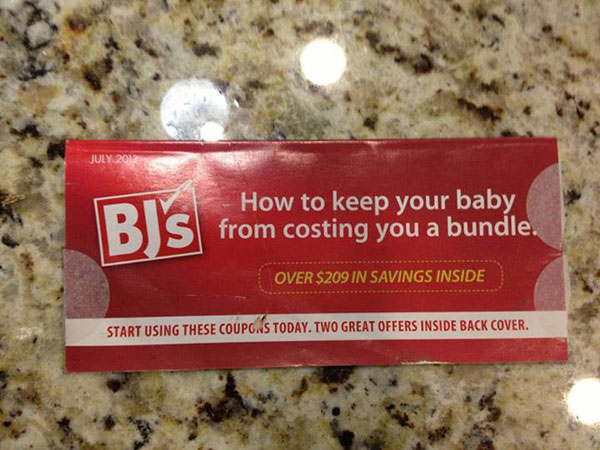 JULY 2012
BJ's
How to keep your baby
from costing you a bundle.
OVER $209 IN SAVINGS INSIDE
START USING THESE COUPONS TODAY. TWO GREAT OFFERS INSIDE BACK COVER.